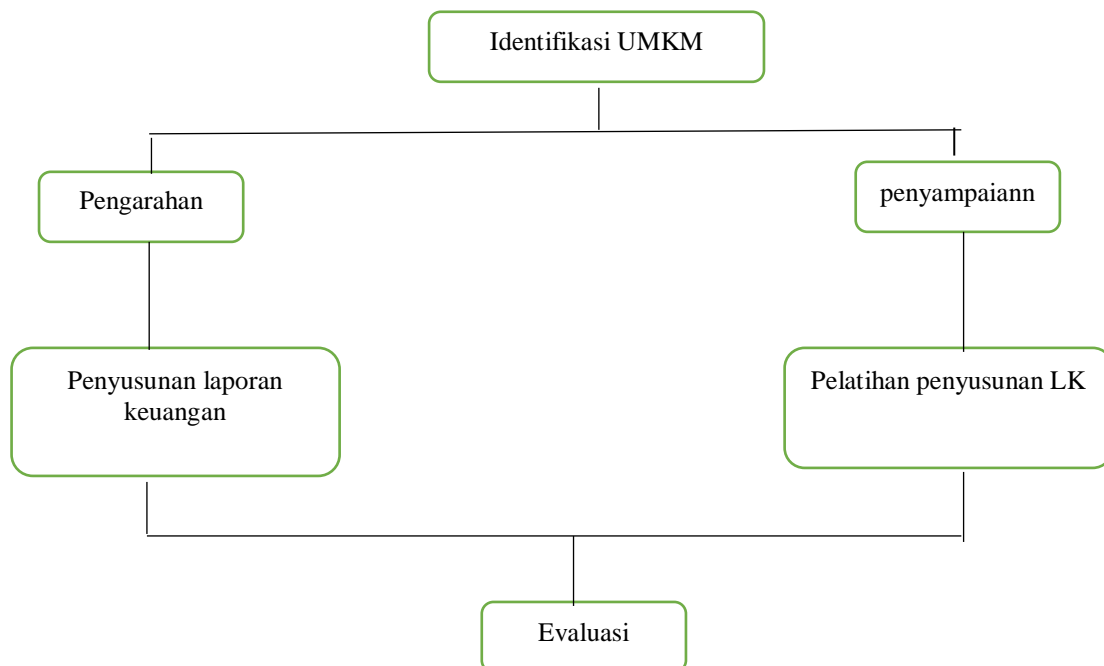 Identifikasi UMKM
Pengarahan
penyampaiann
Penyusunan laporan
keuangan
Pelatihan penyusunan LK
Evaluasi